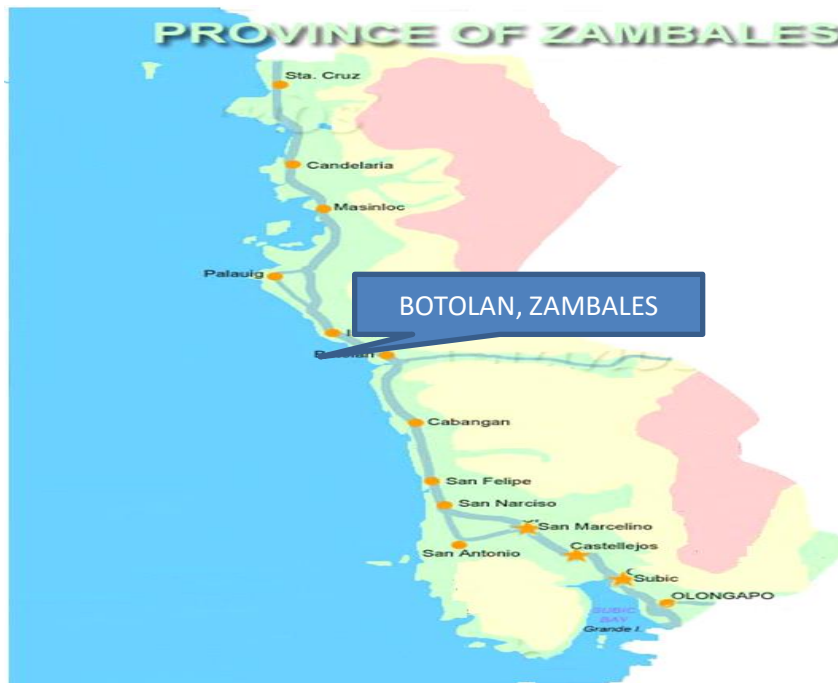 PROVINCE OF ZAMBALES
Sta. Cruz
Candelaria
Masinloc
Palauig
BOTOLAN, ZAMBALES
Cabangan
San Felipe
San Narciso
San Marcelino
San Antonio
Castellejos
Subic
OLONGAPO
SUBIC
BAY
Grande I.